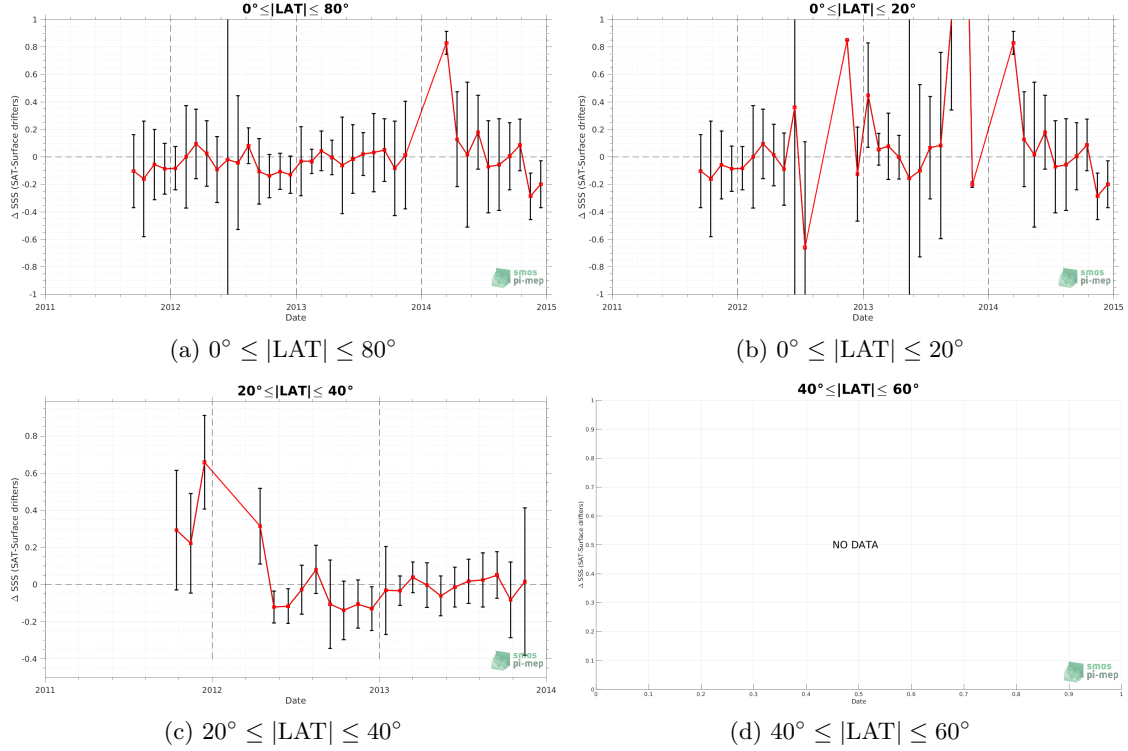 0°≤|LAT|≤ 80°
Δ SSS (SAT-Surface drifters)
1
0.8
0.6
0.4
0.2
0
-0.2
-0.4
-0.6
-0.8
-1
2011 2012 2013 2014 2015
Date
smos
pi-mep
(a) 0° ≤ |LAT| ≤ 80°
0°≤|LAT|≤ 20°
Δ SSS (SAT-Surface drifters)
1
0.8
0.6
0.4
0.2
0
-0.2
-0.4
-0.6
-0.8
-1
2011 2012 2013 2014 2015
Date
smos
pi-mep
(b) 0° ≤ |LAT| ≤ 20°
20°≤|LAT|≤ 40°
Δ SSS (SAT-Surface drifters)
0.8
0.6
0.4
0.2
0
-0.2
-0.4
2011 2012 2013 2014
Date
smos
pi-mep
(c) 20° ≤ |LAT| ≤ 40°
40°≤|LAT|≤ 60°
Δ SSS (SAT-Surface drifters)
1
0.9
0.8
0.7
0.6
0.5
0.4
0.3
0.2
0.1
0
NO DATA
0 0.1 0.2 0.3 0.4 0.5 0.6 0.7 0.8 0.9 1
Date
smos
pi-mep
(d) 40° ≤ |LAT| ≤ 60°